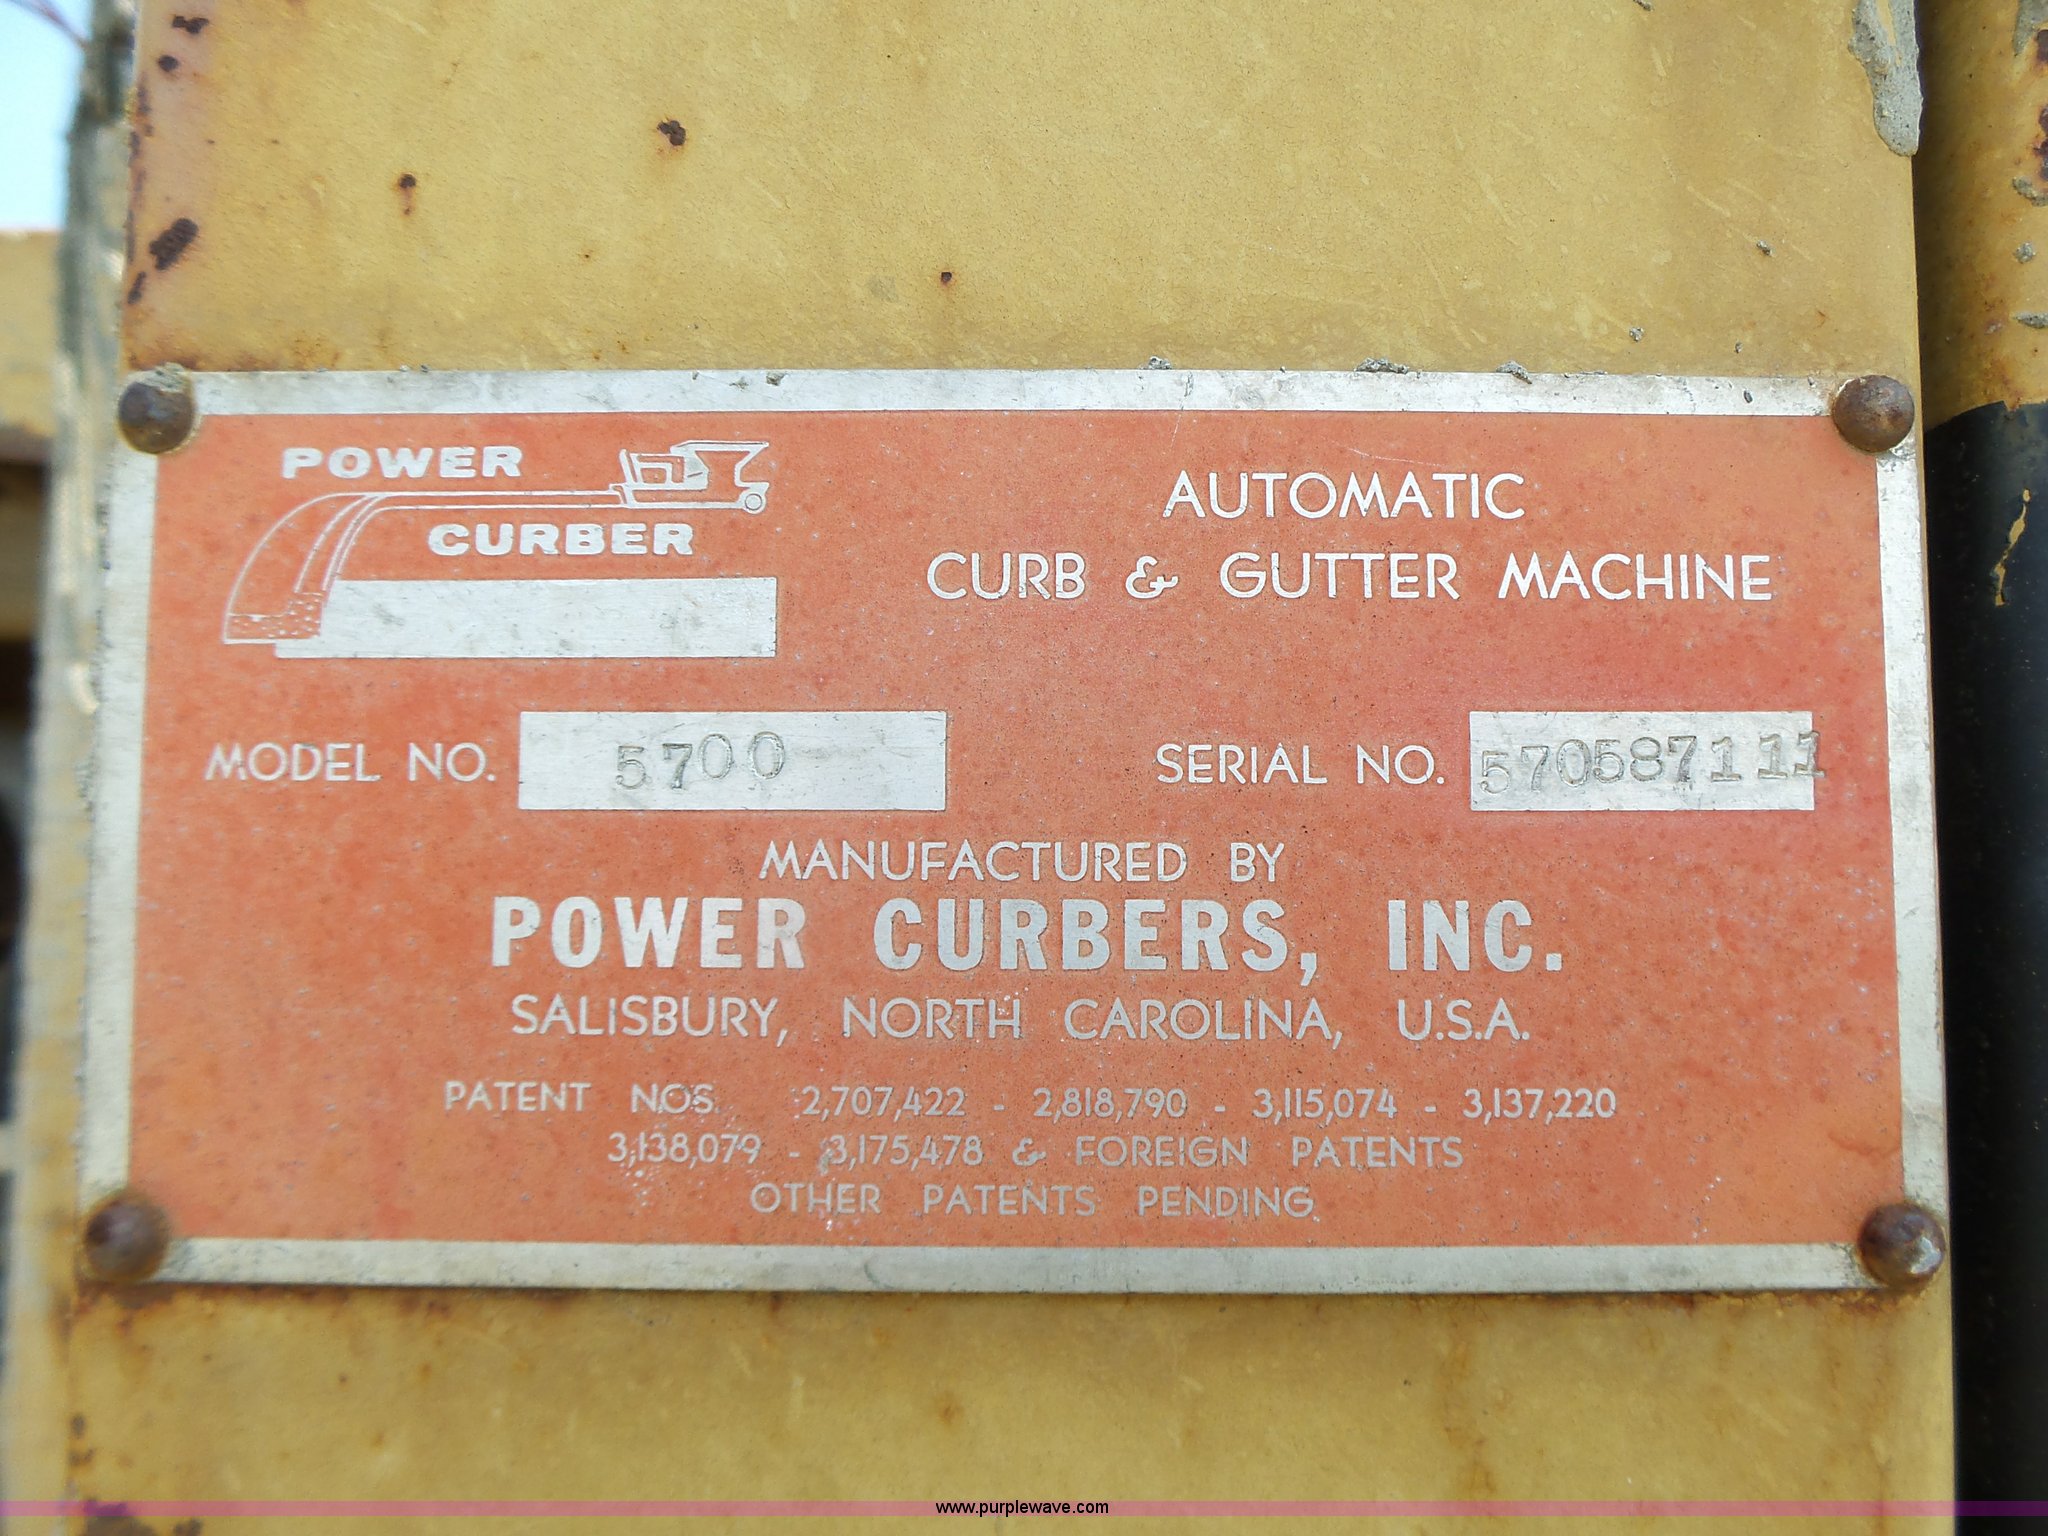 POWER
CURBER
AUTOMATIC
CURB & GUTTER MACHINE
MODEL NO. 5700
SERIAL NO. 570587111
MANUFACTURED BY
POWER CURBERS, INC.
SALISBURY, NORTH CAROLINA, U.S.A.
PATENT NOS. 2,707,422 - 2,818,790 - 3,115,074 - 3,137,220
3,138,079 - 3,175,478 & FOREIGN PATENTS
OTHER PATENTS PENDING
www.purplewave.com